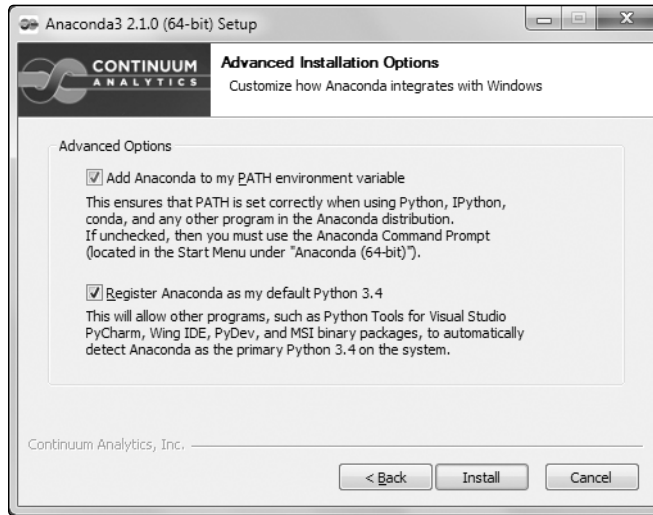 Anaconda3 2.1.0 (64-bit) Setup
CONTINUUM
ANALYTICS
Advanced Installation Options
Customize how Anaconda integrates with Windows
Advanced Options
Add Anaconda to my PATH environment variable
This ensures that PATH is set correctly when using Python, IPython,
conda, and any other program in the Anaconda distribution.
If unchecked, then you must use the Anaconda Command Prompt
(located in the Start Menu under "Anaconda (64-bit)").
Register Anaconda as my default Python 3.4
This will allow other programs, such as Python Tools for Visual Studio
PyCharm, Wing IDE, PyDev, and MSI binary packages, to automatically
detect Anaconda as the primary Python 3.4 on the system.
Continuum Analytics, Inc.
< Back
Install
Cancel